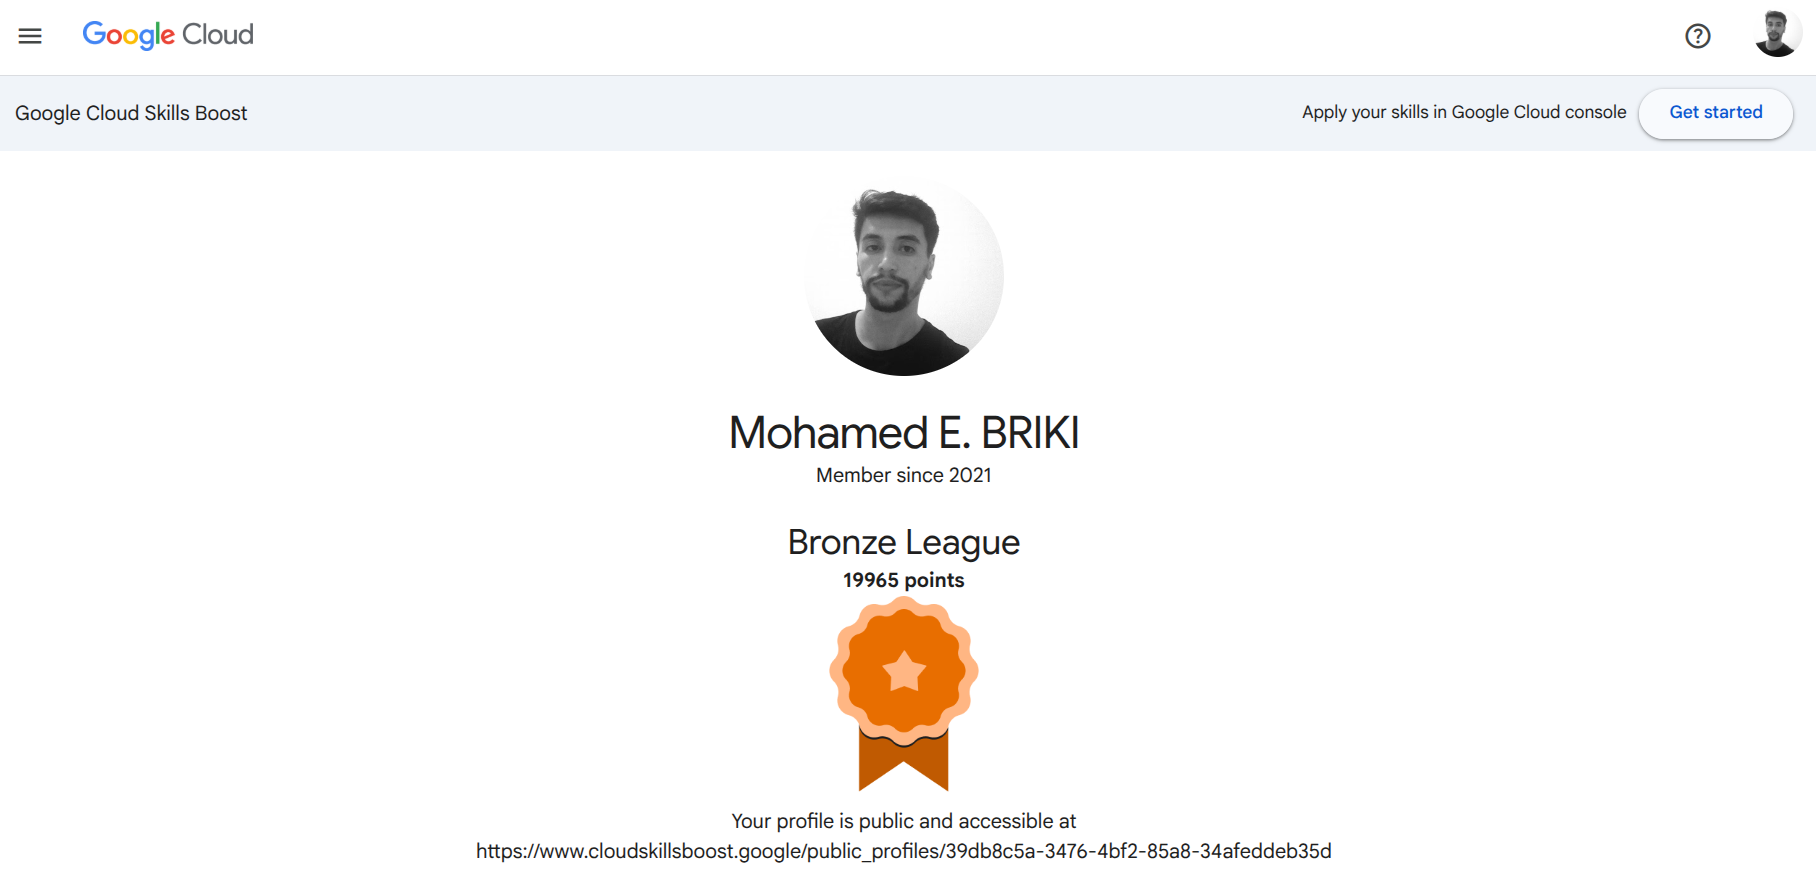 Google Cloud
Google Cloud Skills Boost
Apply your skills in Google Cloud console
Get started
Mohamed E. BRIKI
Member since 2021
Bronze League
19965 points
Your profile is public and accessible at
https://www.cloudskillsboost.google/public_profiles/39db8c5a-3476-4bf2-85a8-34afeddeb35d